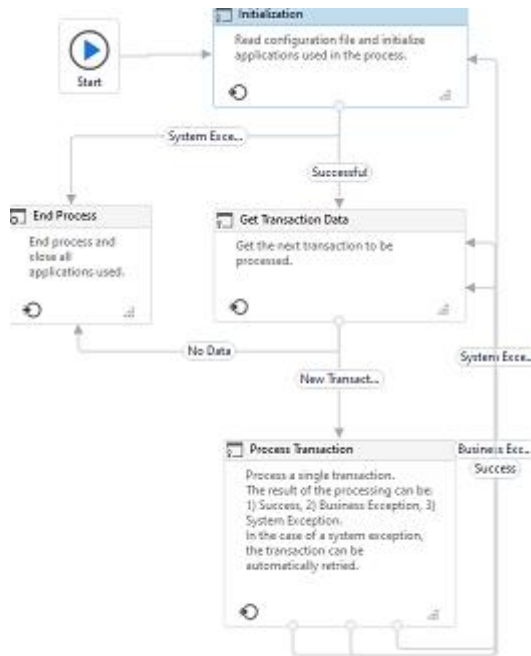 Initialization
Read configuration file and initialize
applications used in the process.
Start
System Exce...
Successful
End Process
End process and
close all
applications used.
Get Transaction Data
Get the next transaction to be
processed.
No Data
System Exce...
New Transact...
Process Transaction
Process a single transaction.
The result of the processing can be:
1) Success, 2) Business Exception, 3)
System Exception.
In the case of a system exception,
the transaction can be
automatically retried.
Business Exc...
Success